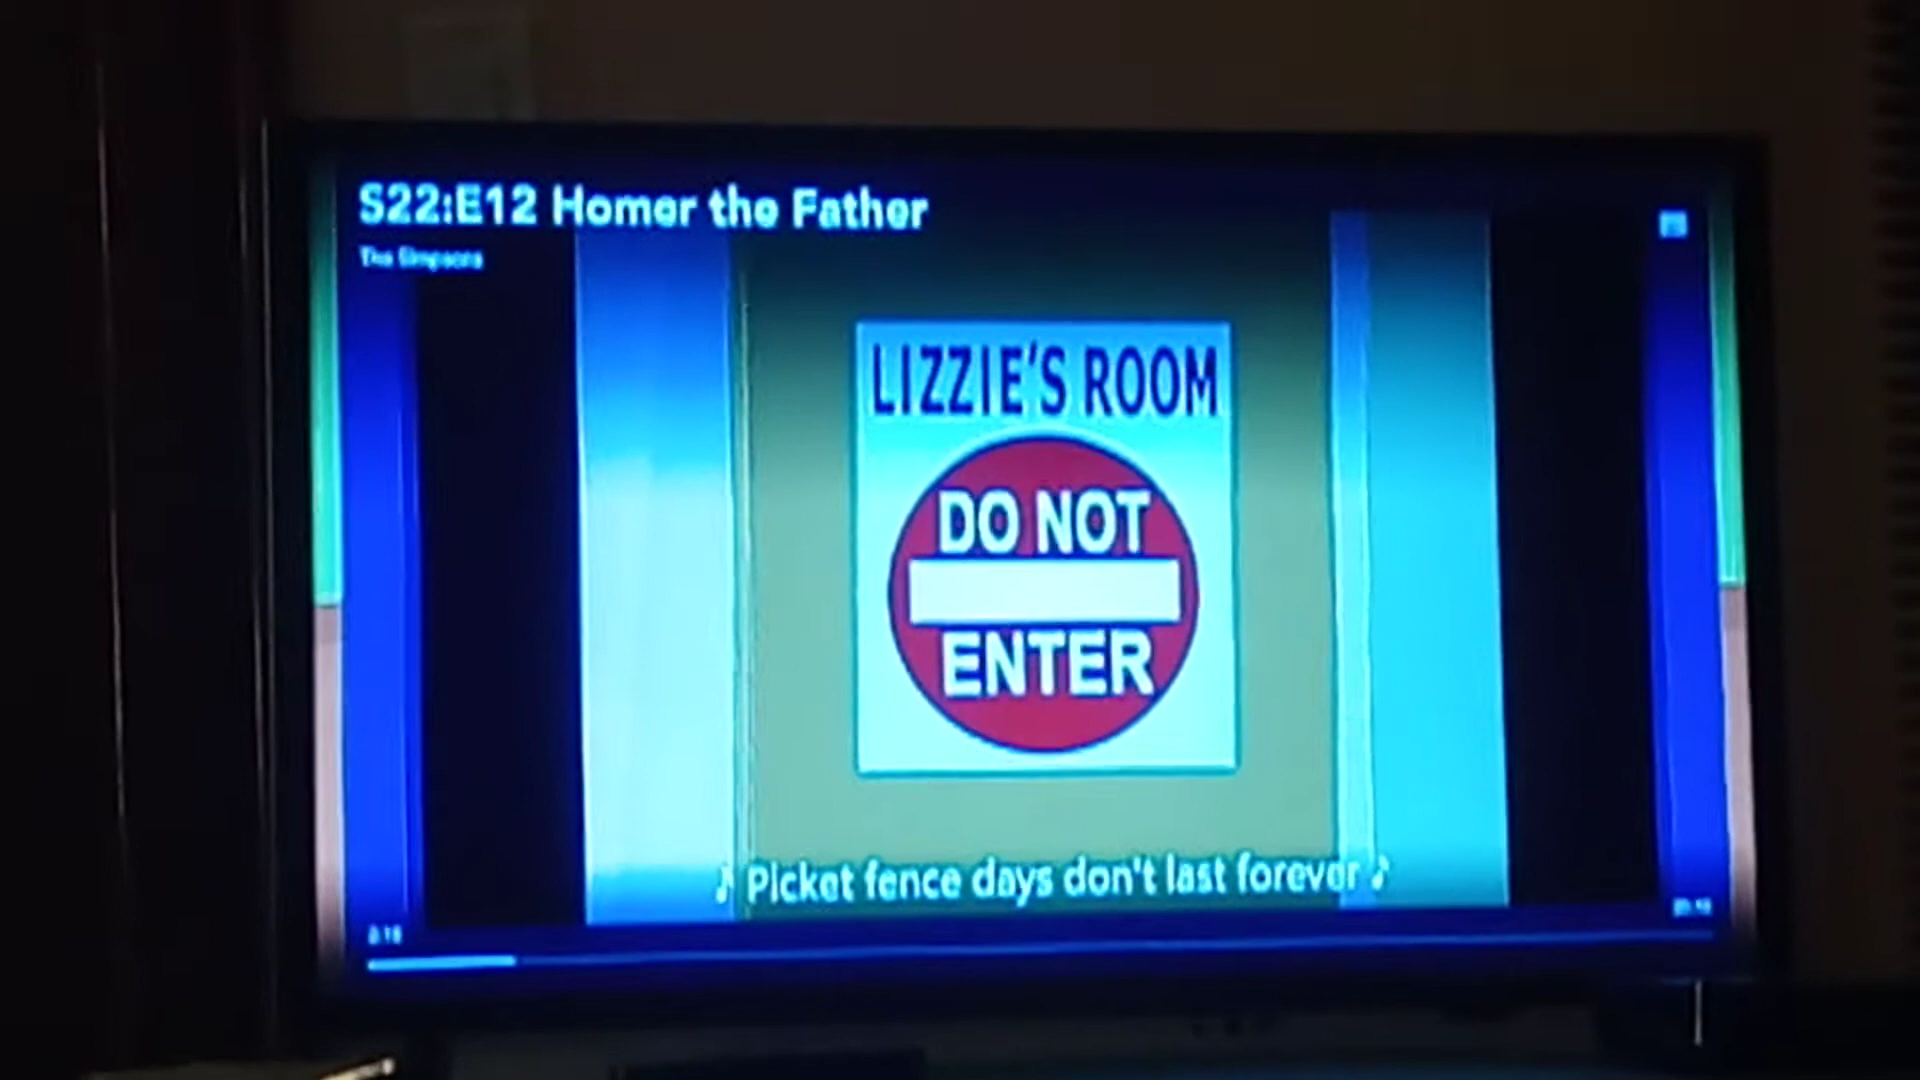 S22:E12 Homer the Father
The Simpsons
LIZZIE'S ROOM
DO NOT
ENTER
♪ Picket fence days don't last forever ♪